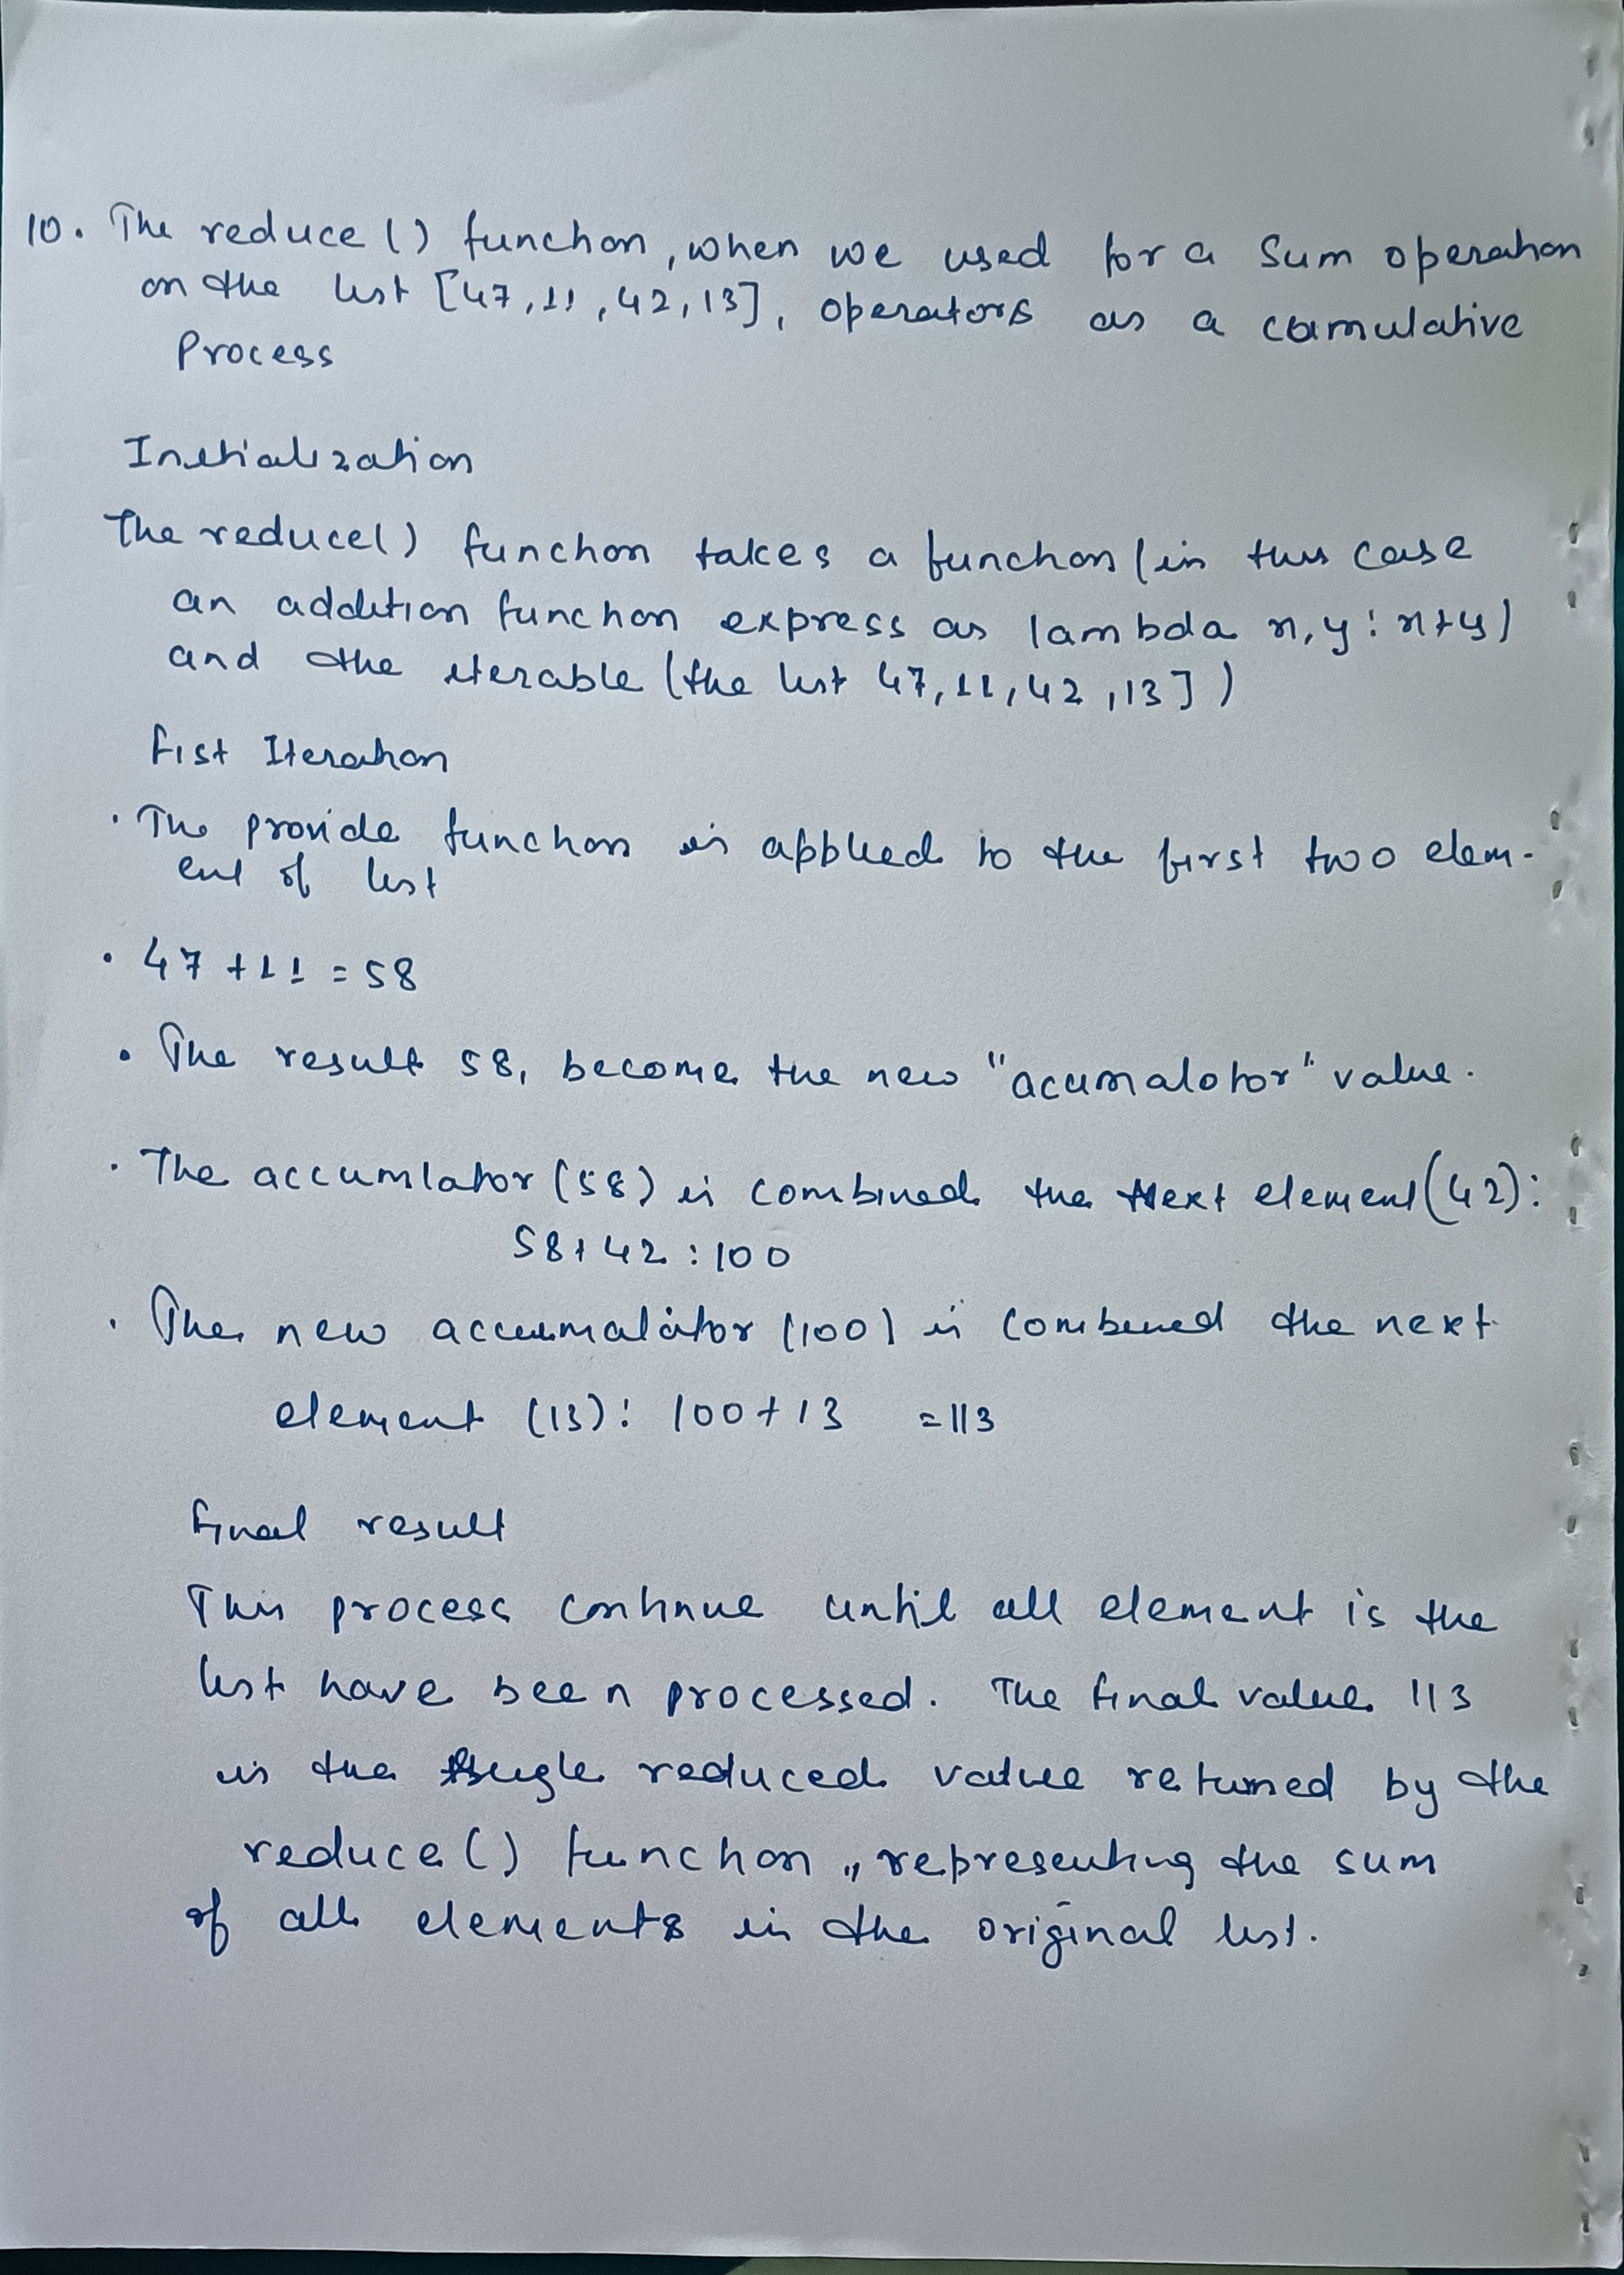 10. The reduce () function, when we used for a Sum operation
on the list [47, 11, 42, 13], operators as a camulative
Process
Initialization
The reduce() function takes a function (in this case
an addition function express as lambda x, y : x+y)
and the iterable (the list 47, 11, 42, 13])
Fist Iteration
• The provide function is applied to the first two elem-
ent of list
• 47 + 11 = 58
• The result 58, become the new "acumalator" value.
• The accumlator (58) is combined the Next element (42):
58+42 : 100
• The new accumalator (100) is combined the next
element (13): 100+13 =113
Final result
This process continue until all element is the
list have been processed. The final value 113
is the single reduced value returned by the
reduce () function, representing the sum
of all elements in the original list.